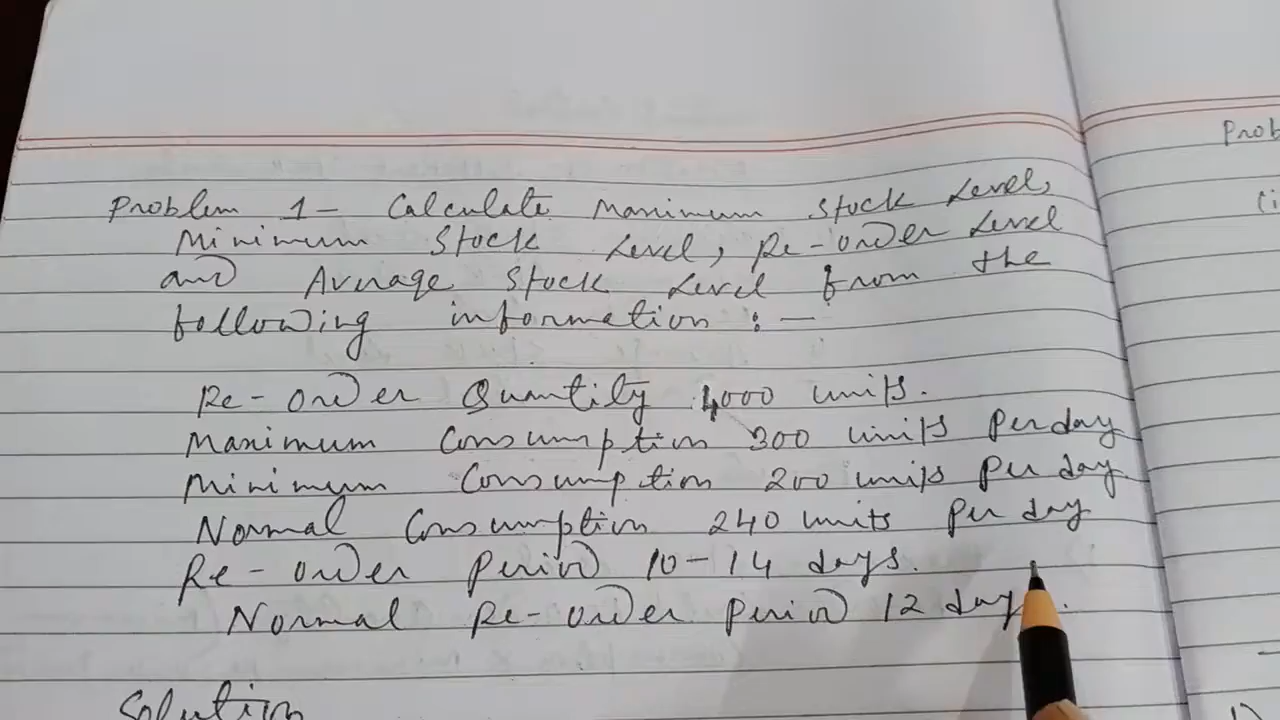 Problem 1- Calculate Maximum Stock Level,
Minimum Stock Level, Re-order Level
and Average Stock Level from the
following information :-
Re-order Quantity 4000 units.
Maximum Consumption 300 units Per day
Minimum Consumption 200 units Per day
Normal Consumption 240 units Per day
Re-order Period 10-14 days.
Normal Re-order Period 12 days.
Solution
Prob
(i